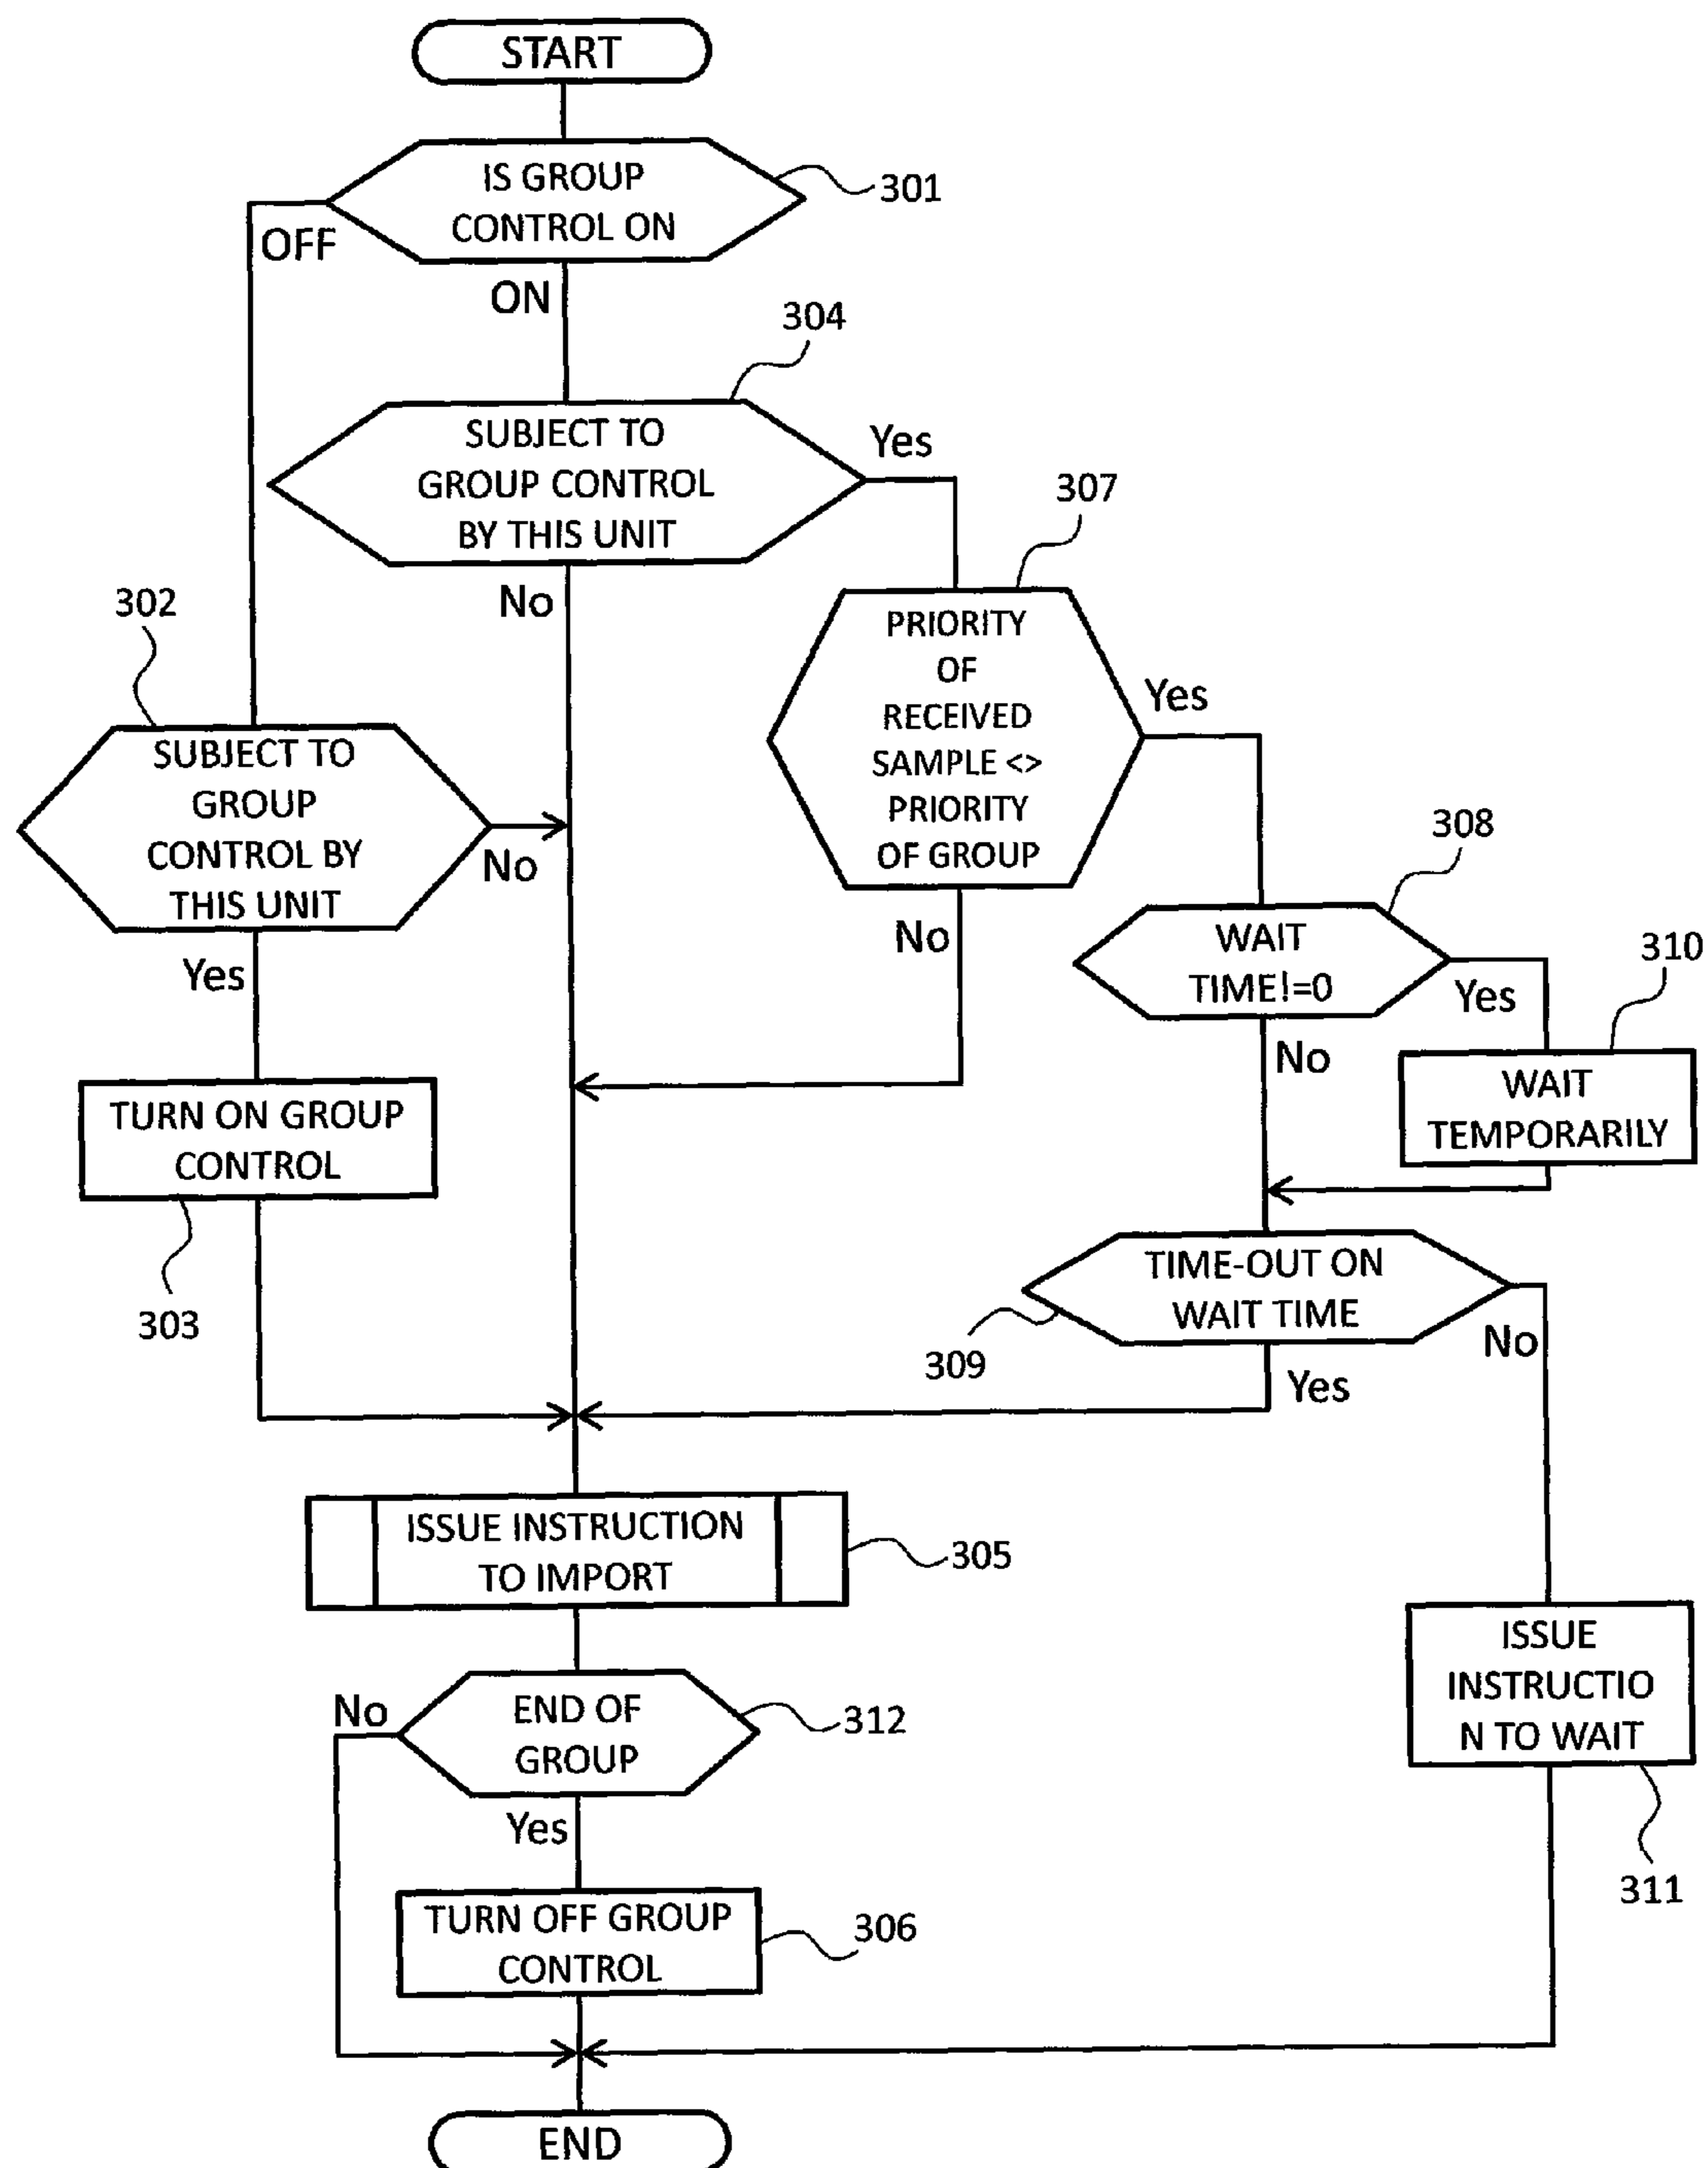 START
IS GROUP
CONTROL ON
301
OFF
ON
304
SUBJECT TO
GROUP CONTROL
BY THIS UNIT
Yes
No
307
PRIORITY
OF
RECEIVED
SAMPLE <>
PRIORITY
OF GROUP
Yes
No
302
SUBJECT TO
GROUP
CONTROL BY
THIS UNIT
No
Yes
308
WAIT
TIME!=0
Yes
No
310
WAIT
TEMPORARILY
TURN ON GROUP
CONTROL
303
TIME-OUT ON
WAIT TIME
309
No
Yes
ISSUE INSTRUCTION
TO IMPORT
305
ISSUE
INSTRUCTIO
N TO WAIT
311
END OF
GROUP
312
No
Yes
TURN OFF GROUP
CONTROL
306
END